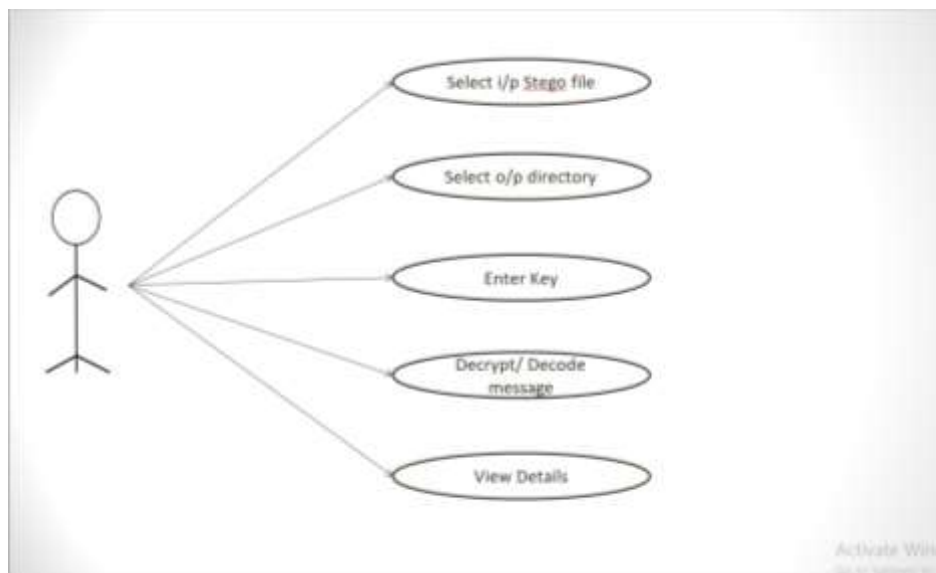 Select i/p Stego file
Select o/p directory
Enter Key
Decrypt/ Decode
message
View Details
Activate Win